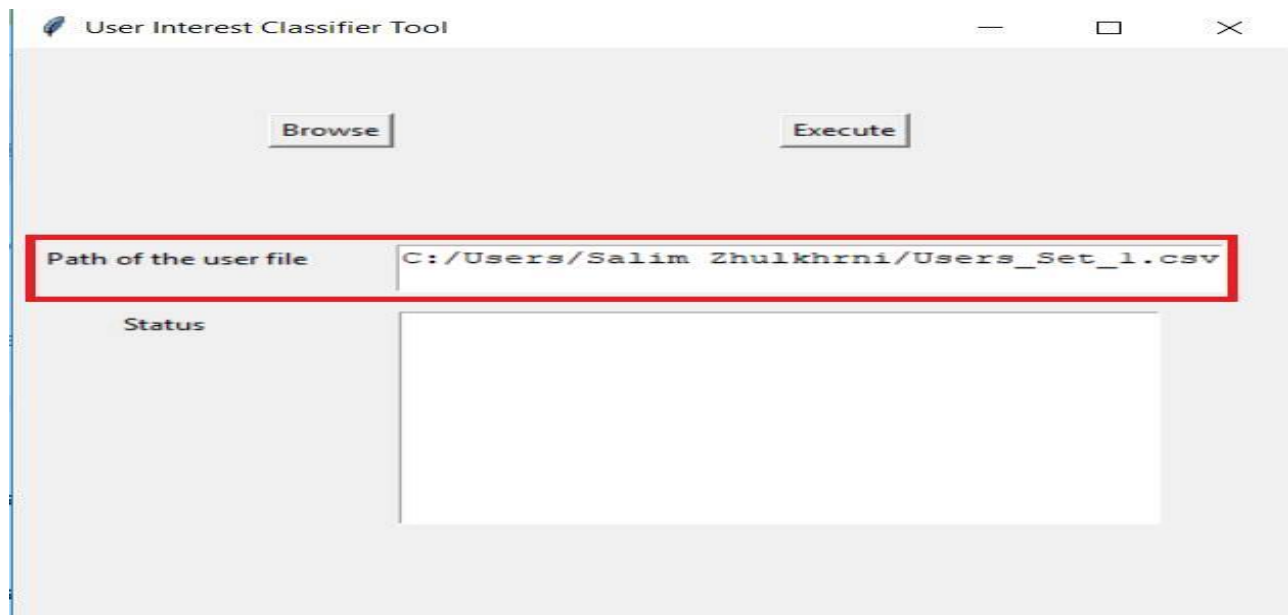 User Interest Classifier Tool
Browse Execute
Path of the user file C:/Users/Salim Zhulkhrni/Users_Set_1.csv
Status